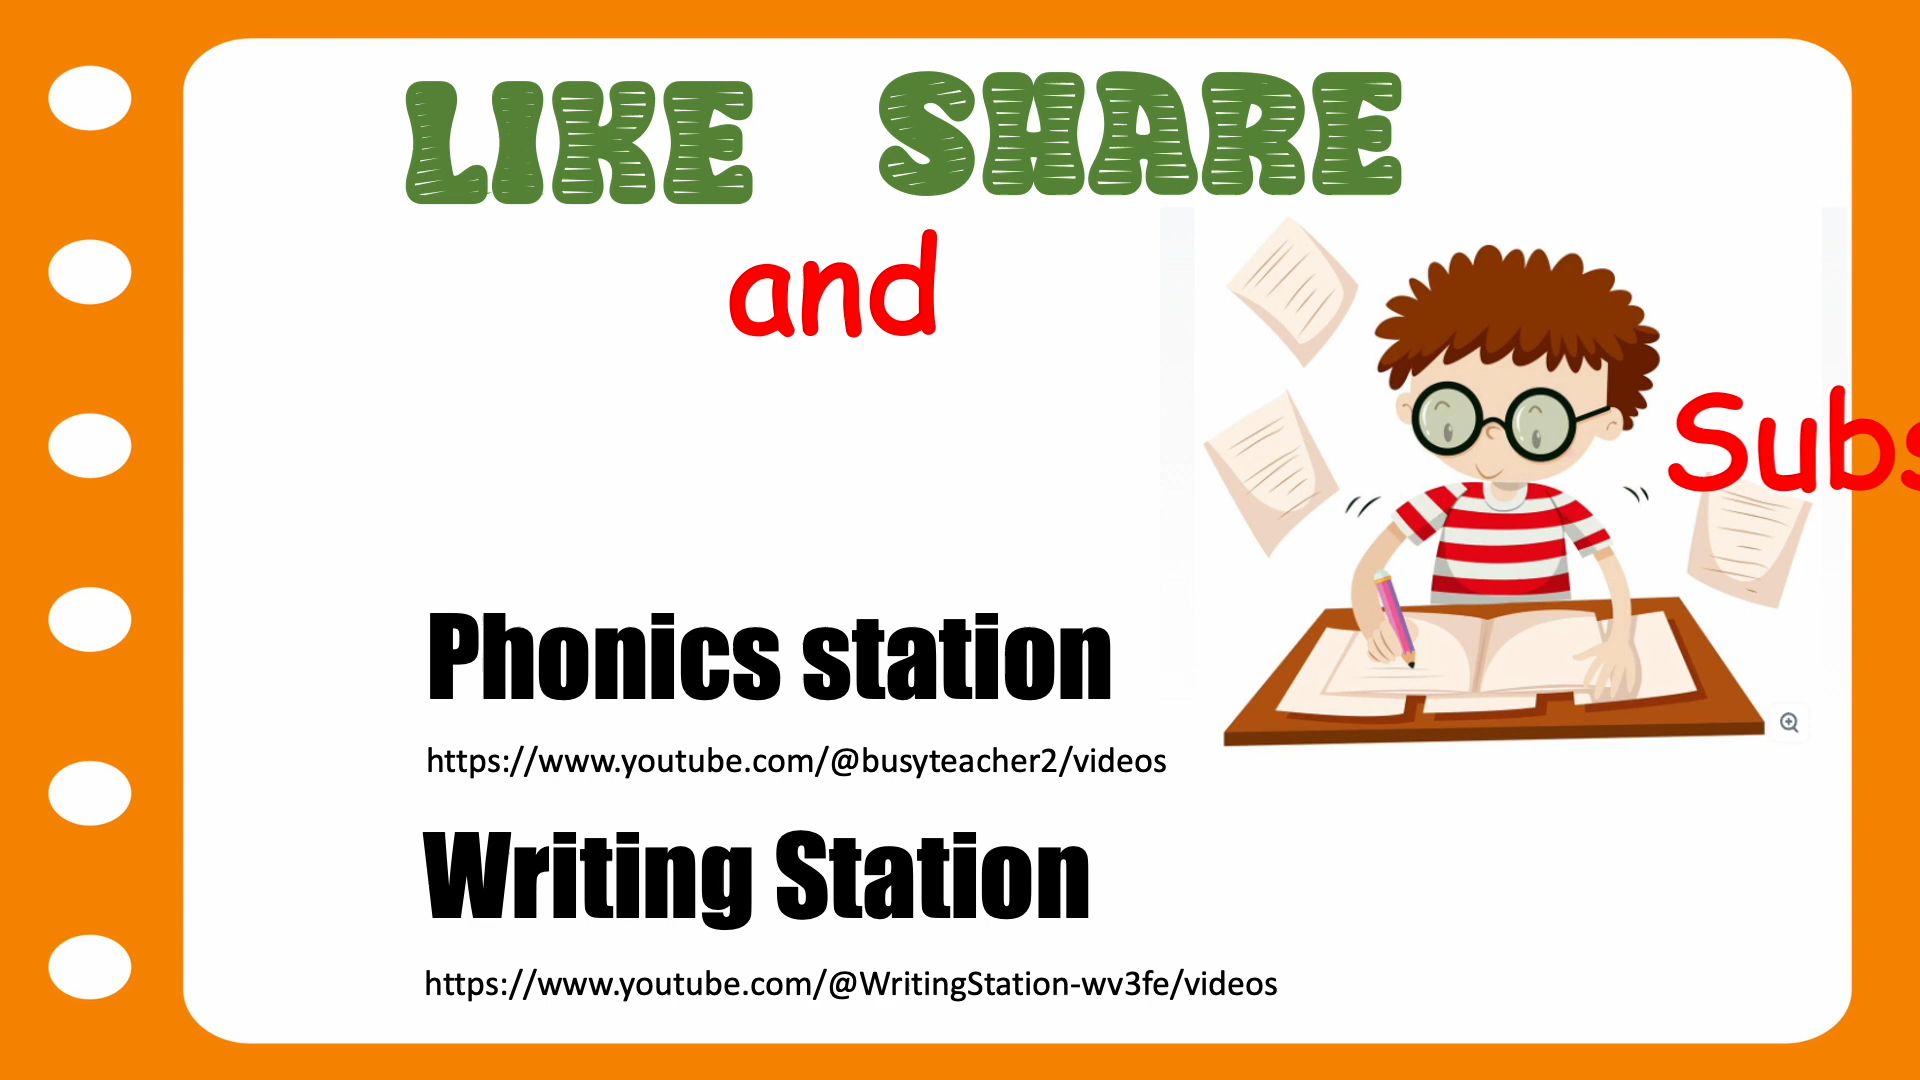 LIKE SHARE
and
Subs
Phonics station
https://www.youtube.com/@busyteacher2/videos
Writing Station
https://www.youtube.com/@WritingStation-wv3fe/videos